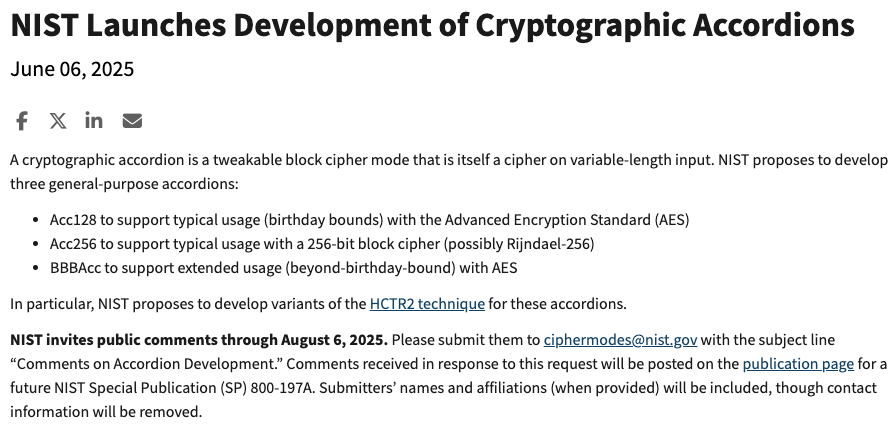 NIST Launches Development of Cryptographic Accordions
June 06, 2025
A cryptographic accordion is a tweakable block cipher mode that is itself a cipher on variable-length input. NIST proposes to develop
three general-purpose accordions:
• Acc128 to support typical usage (birthday bounds) with the Advanced Encryption Standard (AES)
• Acc256 to support typical usage with a 256-bit block cipher (possibly Rijndael-256)
• BBBAcc to support extended usage (beyond-birthday-bound) with AES
In particular, NIST proposes to develop variants of the HCTR2 technique for these accordions.
NIST invites public comments through August 6, 2025. Please submit them to ciphermodes@nist.gov with the subject line
“Comments on Accordion Development.” Comments received in response to this request will be posted on the publication page for a
future NIST Special Publication (SP) 800-197A. Submitters’ names and affiliations (when provided) will be included, though contact
information will be removed.